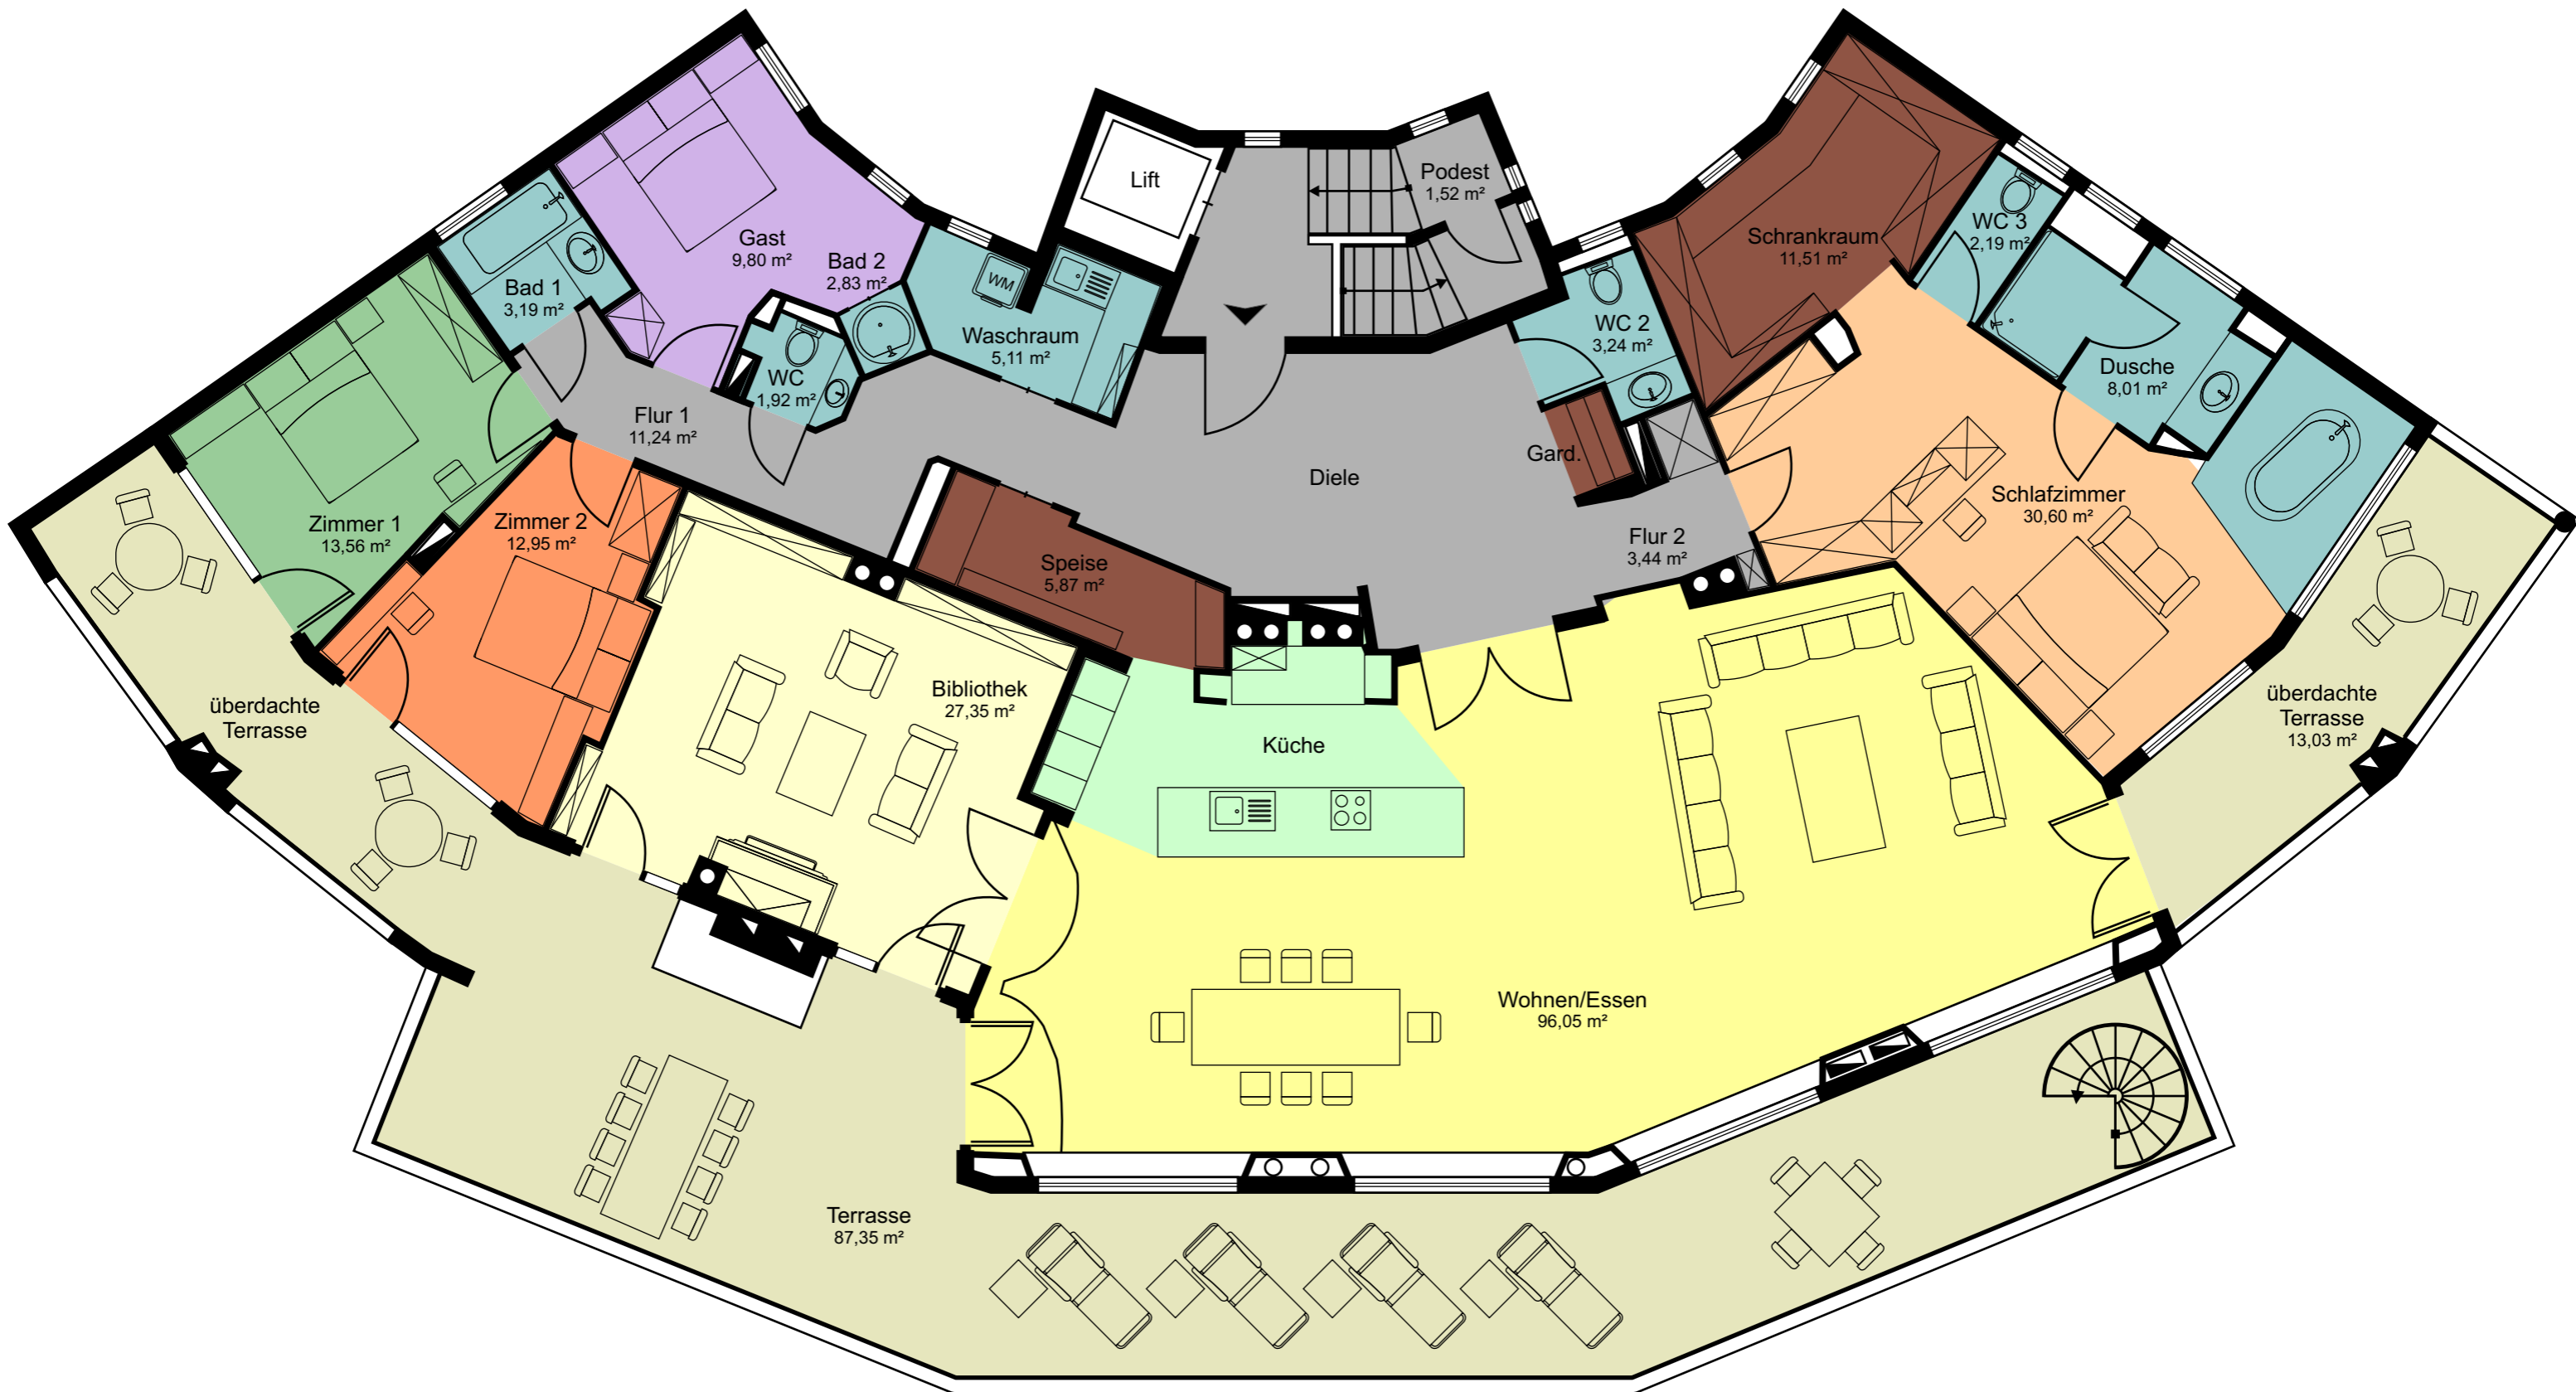 Lift
Podest
1,52 m²
Gast
9,80 m²
Bad 2
2,83 m²
Schrankraum
11,51 m²
WC 3
2,19 m²
Bad 1
3,19 m²
WM
Waschraum
5,11 m²
WC 2
3,24 m²
WC
1,92 m²
Dusche
8,01 m²
Flur 1
11,24 m²
Gard.
Diele
Schlafzimmer
30,60 m²
Zimmer 1
13,56 m²
Zimmer 2
12,95 m²
Speise
5,87 m²
Flur 2
3,44 m²
überdachte
Terrasse
Bibliothek
27,35 m²
Küche
überdachte
Terrasse
13,03 m²
Wohnen/Essen
96,05 m²
Terrasse
87,35 m²